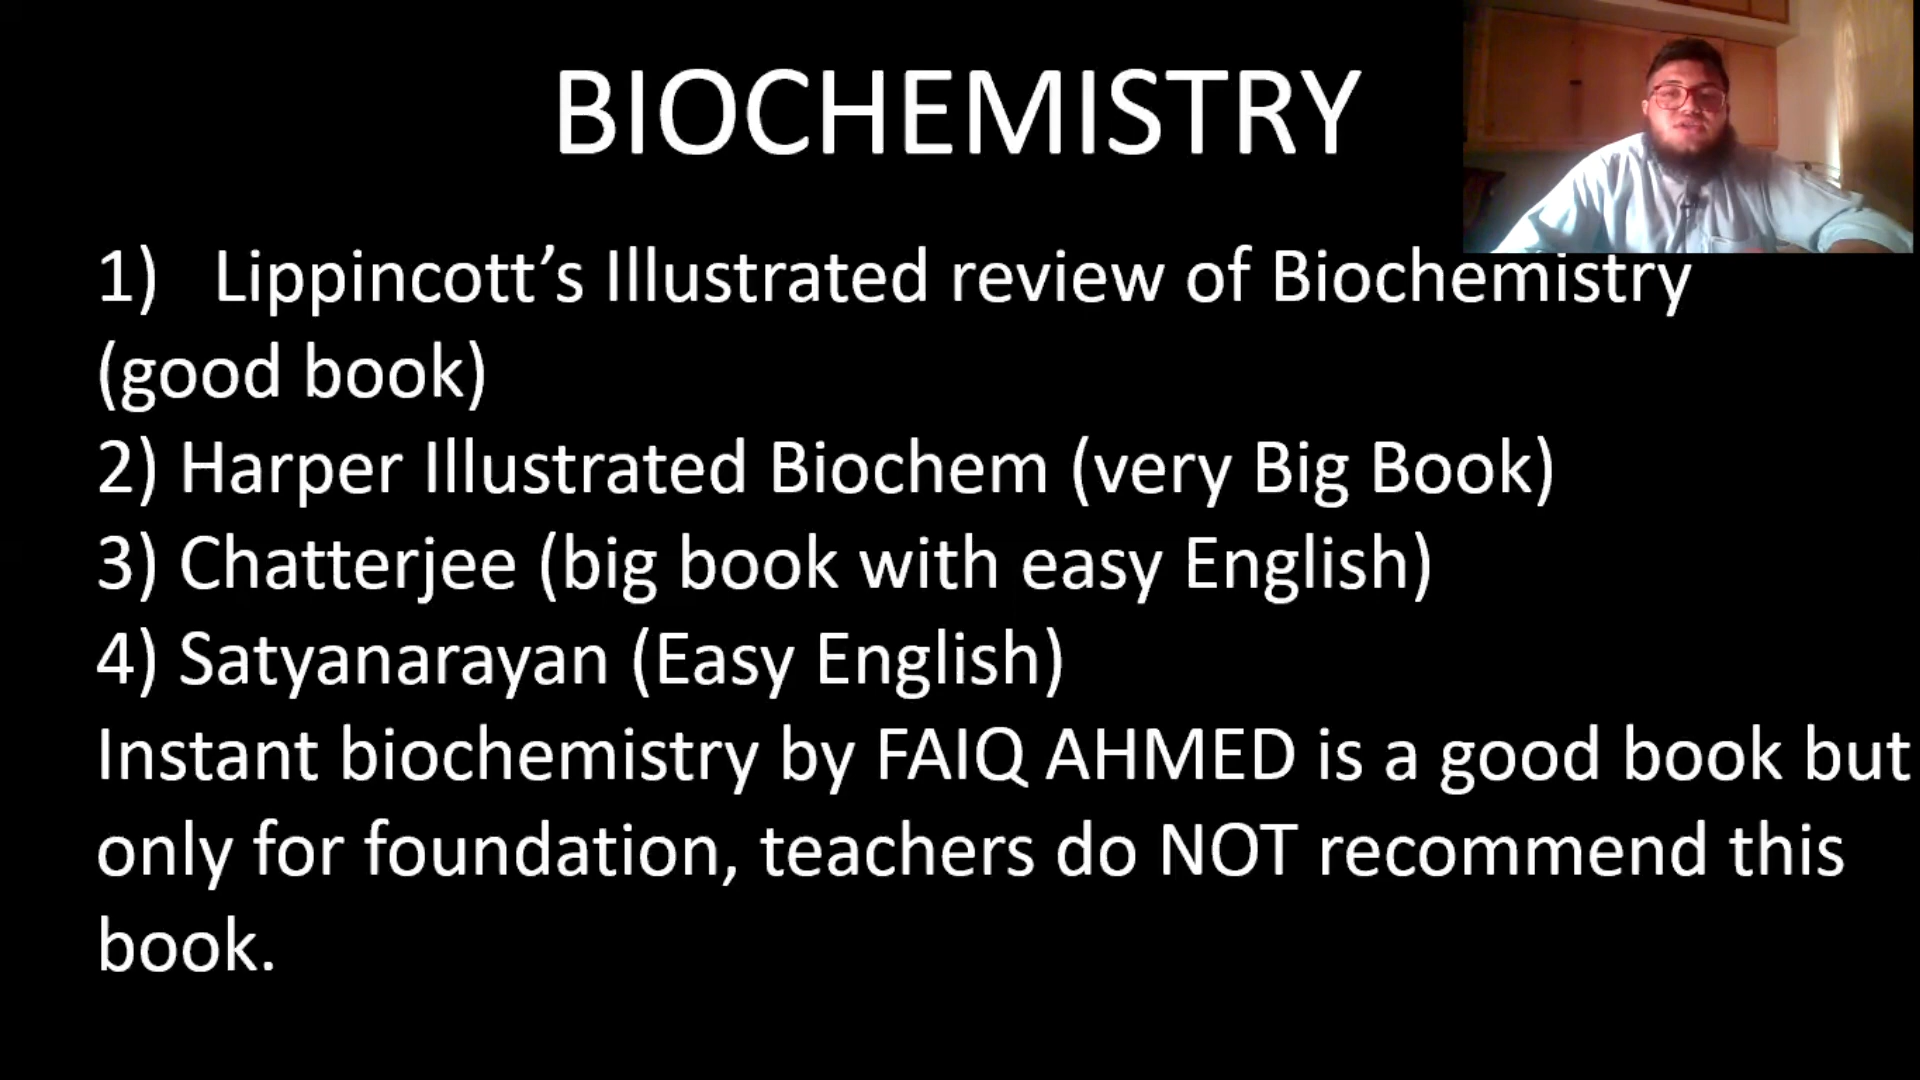 BIOCHEMISTRY
1) Lippincott’s Illustrated review of Biochemistry
(good book)
2) Harper Illustrated Biochem (very Big Book)
3) Chatterjee (big book with easy English)
4) Satyanarayan (Easy English)
Instant biochemistry by FAIQ AHMED is a good book but
only for foundation, teachers do NOT recommend this
book.